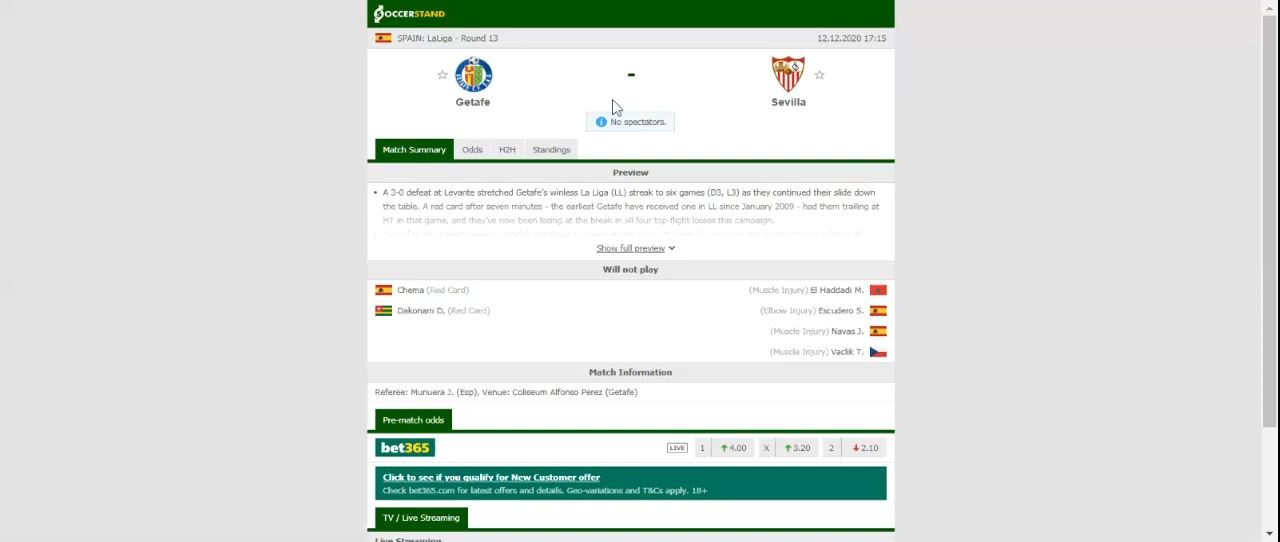 SOCCERSTAND
SPAIN: LaLiga - Round 13
12.12.2020 17:15
-
Getafe
Sevilla
No spectators.
Match Summary
Odds
H2H
Standings
Preview
A 3-0 defeat at Levante stretched Getafe's winless La Liga (LL) streak to six games (D3, L3) as they continued their slide down
the table. A red card after seven minutes - the earliest Getafe have received one in LL since January 2009 - had them trailing at
HT in that game, and they've now been losing at the break in all four top-flight losses this campaign.
Show full preview
Will not play
Chema (Red Card)
(Muscle Injury) El Haddadi M.
Dakonam D. (Red Card)
(Elbow Injury) Escudero S.
(Muscle Injury) Navas J.
(Muscle Injury) Vaclik T.
Match Information
Referee: Munuera J. (Esp), Venue: Coliseum Alfonso Perez (Getafe)
Pre-match odds
bet365
LIVE
1
4.00
X
3.20
2
2.10
Click to see if you qualify for New Customer offer
Check bet365.com for latest offers and details. Geo-variations and T&Cs apply. 18+
TV / Live Streaming
Live Streaming